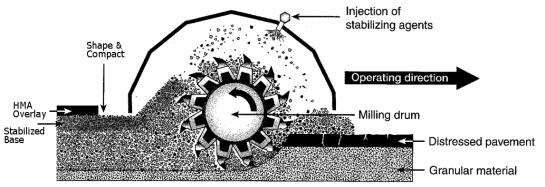 Injection of
stabilizing agents
Shape &
Compact
Operating direction
HMA
Overlay
Milling drum
Stabilized
Base
Distressed pavement
Granular material